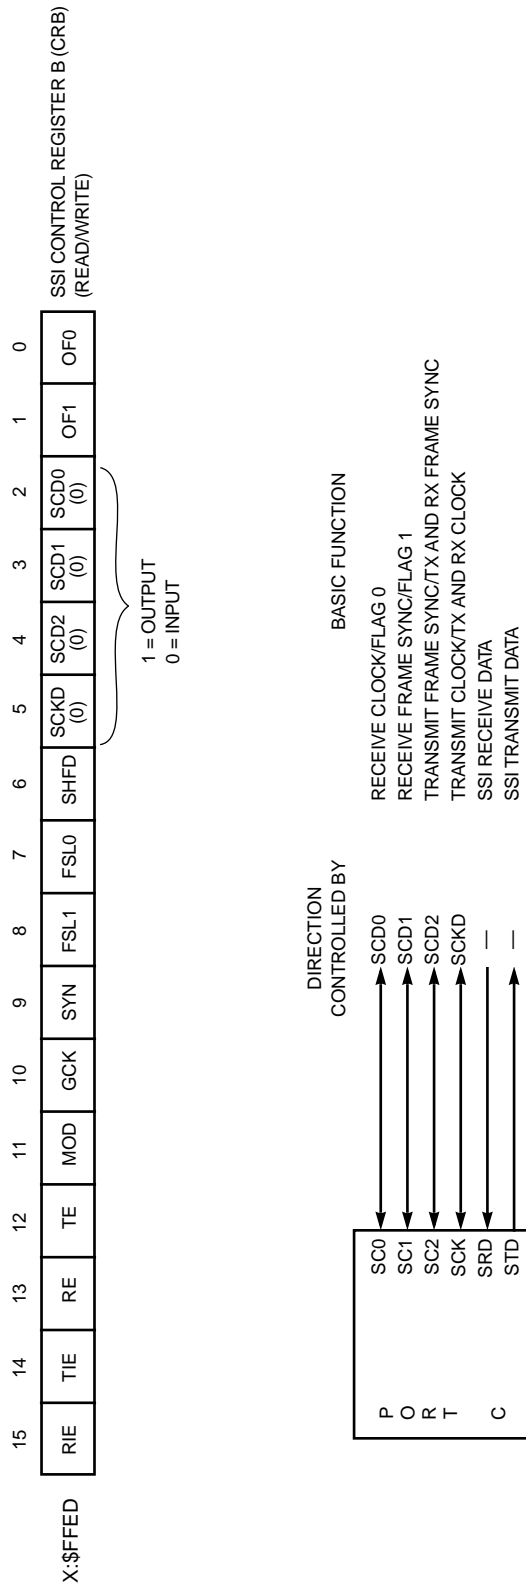 SSI CONTROL REGISTER B (CRB)
(READ/WRITE)
15 14 13 12 11 10 9 8 7 6 5 4 3 2 1 0
X:$FFED RIE TIE RE TE MOD GCK SYN FSL1 FSL0 SHFD SCKD SCD2 SCD1 SCD0 OF1 OF0
(0) (0) (0) (0)
1 = OUTPUT
0 = INPUT
DIRECTION
CONTROLLED BY BASIC FUNCTION
PORT C
SC0 SCD0 RECEIVE CLOCK/FLAG 0
SC1 SCD1 RECEIVE FRAME SYNC/FLAG 1
SC2 SCD2 TRANSMIT FRAME SYNC/TX AND RX FRAME SYNC
SCK SCKD TRANSMIT CLOCK/TX AND RX CLOCK
SRD — SSI RECEIVE DATA
STD — SSI TRANSMIT DATA